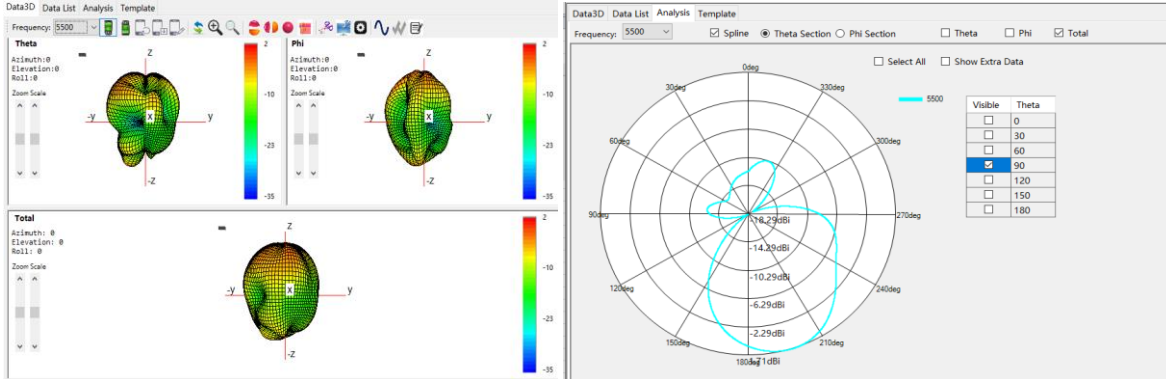 Data3D Data List Analysis Template
Frequency: 5500
Theta
Azimuth:0
Elevation:0
Roll:0
Zoom Scale
Z
-y X y
-Z
2
-10
-23
-35
Phi
Azimuth:0
Elevation:0
Roll:0
Zoom Scale
Z
-y X y
-Z
2
-10
-23
-35
Total
Azimuth: 0
Elevation: 0
Roll: 0
Zoom Scale
Z
-y X y
-Z
2
-10
-23
-35
Data3D Data List Analysis Template
Frequency: 5500 Spline Theta Section Phi Section Theta Phi Total
Select All Show Extra Data
0deg
30deg 330deg
5500
60deg 300deg
90deg 270deg
-18.29dBi
-14.29dBi
-10.29dBi
120deg 240deg
-6.29dBi
-2.29dBi
150deg 210deg
180deg 1.71dBi
Visible Theta
0
30
60
90
120
150
180